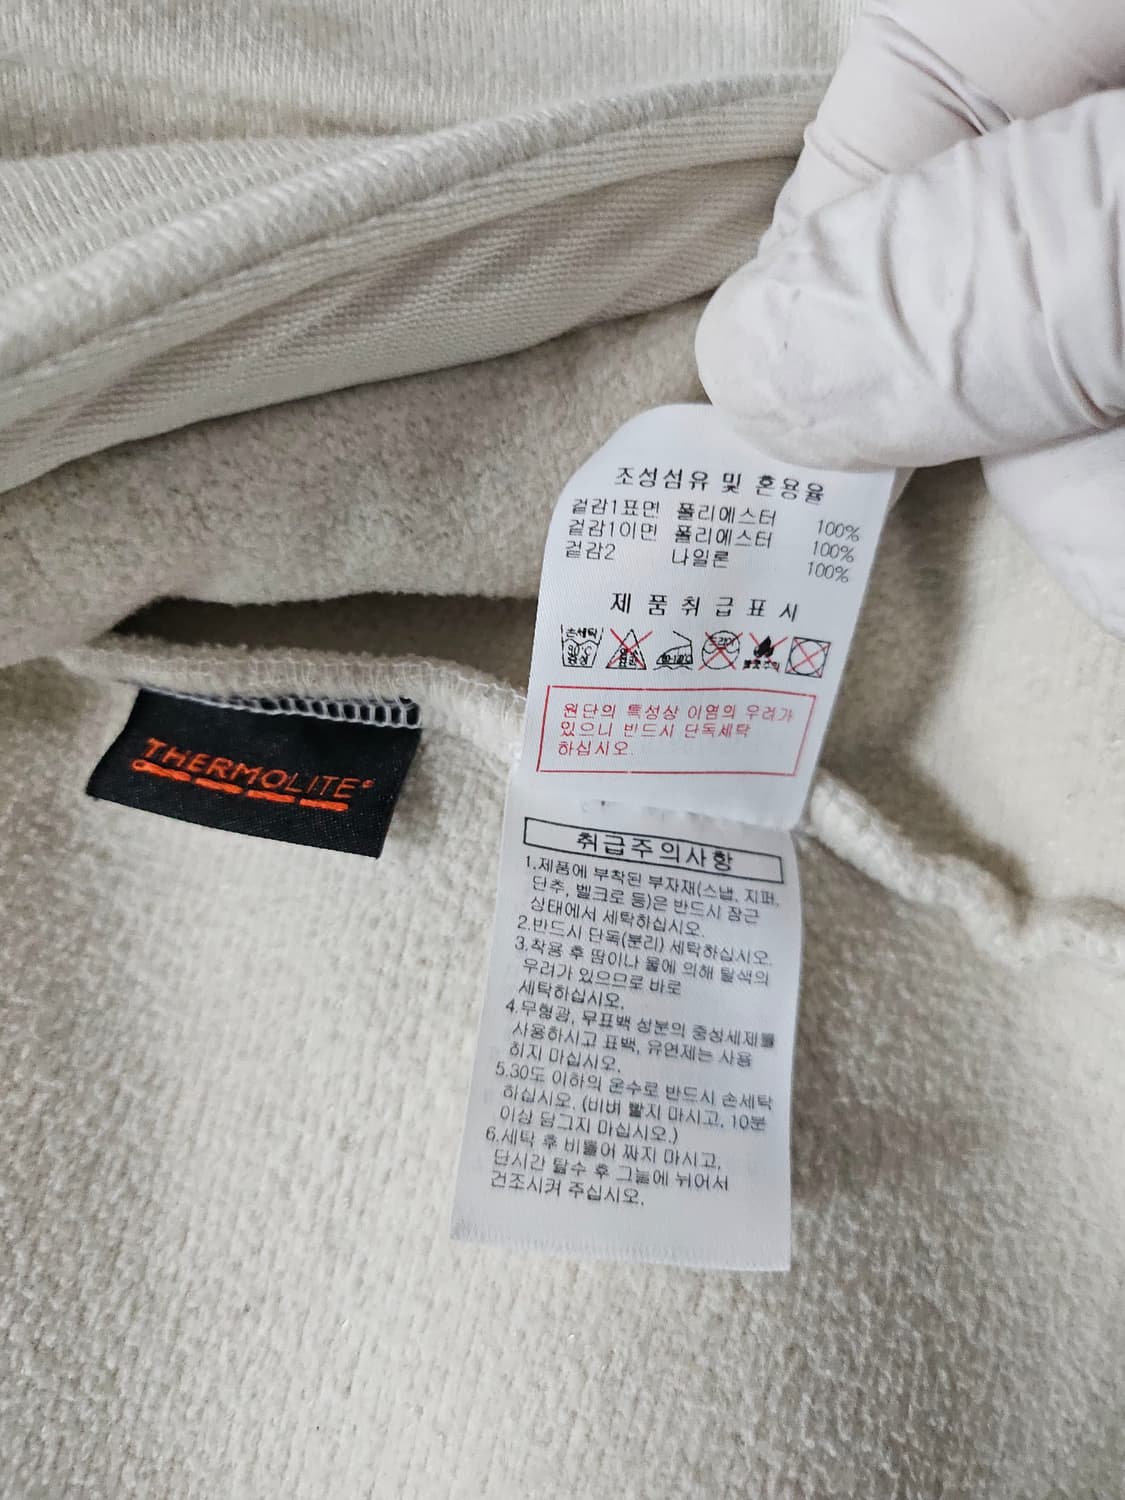 조성섬유 및 혼용율
겉감1표면 폴리에스터 100%
겉감1이면 폴리에스터 100%
겉감2 나일론 100%
제 품 취 급 표 시
손세탁
30℃
중성
드라이
원단의 특성상 이염의 우려가
있으니 반드시 단독세탁
하십시오.
THERMOLITE®
취급주의사항
1.제품에 부착된 부자재(스냅, 지퍼,
단추, 벨크로 등)은 반드시 잠근
상태에서 세탁하십시오.
2.반드시 단독(분리) 세탁하십시오.
3.착용 후 땀이나 물에 의해 탈색의
우려가 있으므로 바로
세탁하십시오.
4.무형광, 무표백 성분의 중성세제를
사용하시고 표백, 유연제는 사용
하지 마십시오.
5.30도 이하의 온수로 반드시 손세탁
하십시오. (비벼 빨지 마시고, 10분
이상 담그지 마십시오.)
6.세탁 후 비틀어 짜지 마시고,
단시간 탈수 후 그늘에 뉘어서
건조시켜 주십시오.